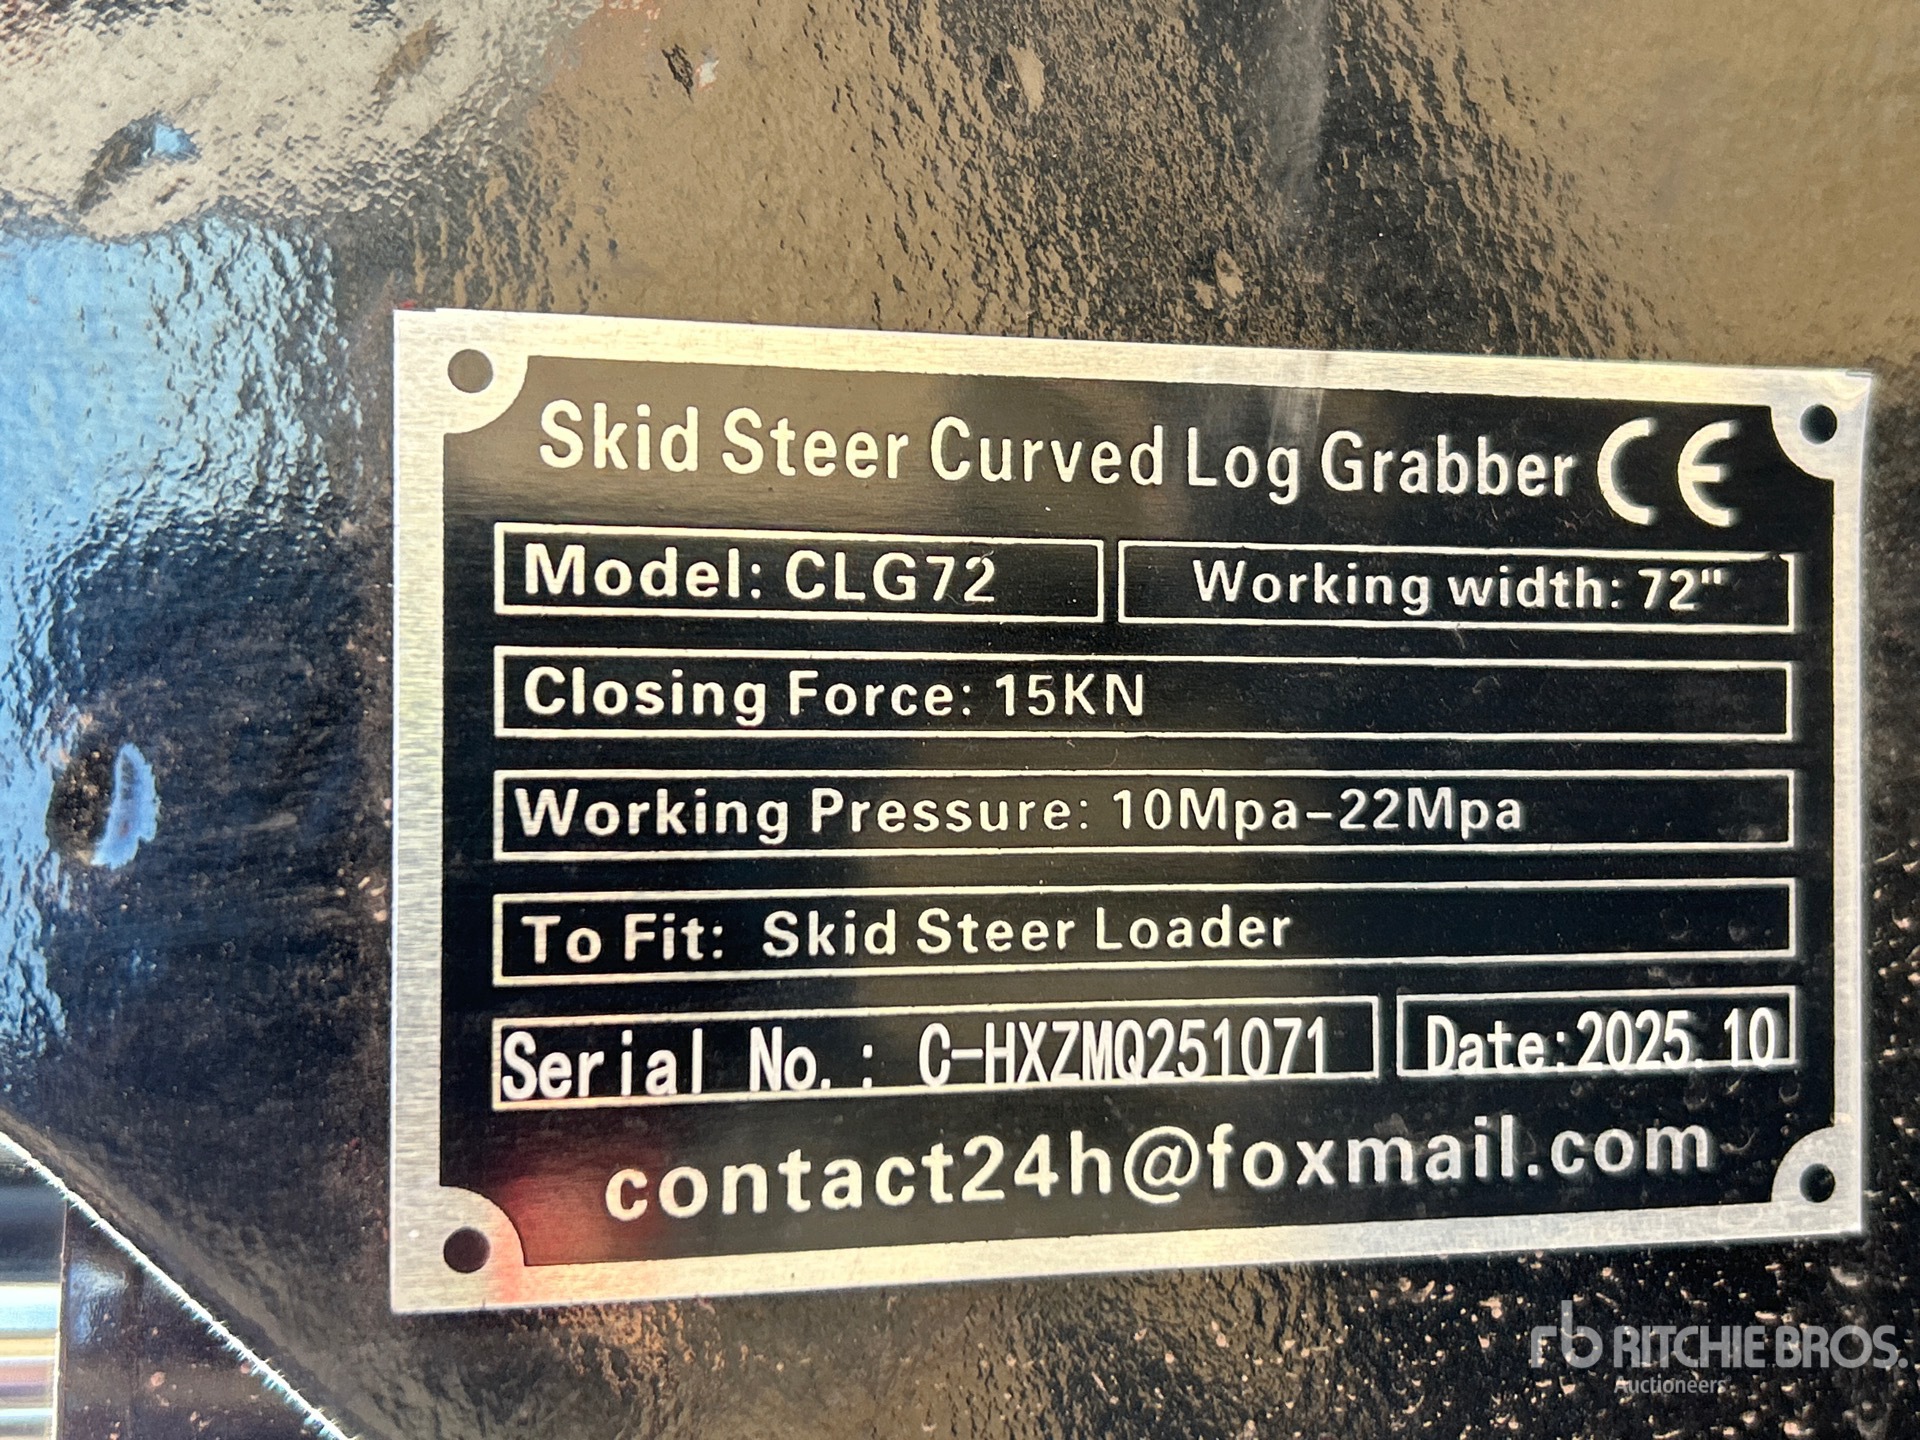 Skid Steer Curved Log Grabber CE
Model: CLG72
Working width: 72"
Closing Force: 15KN
Working Pressure: 10Mpa-22Mpa
To Fit: Skid Steer Loader
Serial No.: C-HXZMQ251071
Date:2025.10
contact24h@foxmail.com
rb RITCHIE BROS.
Auctioneers